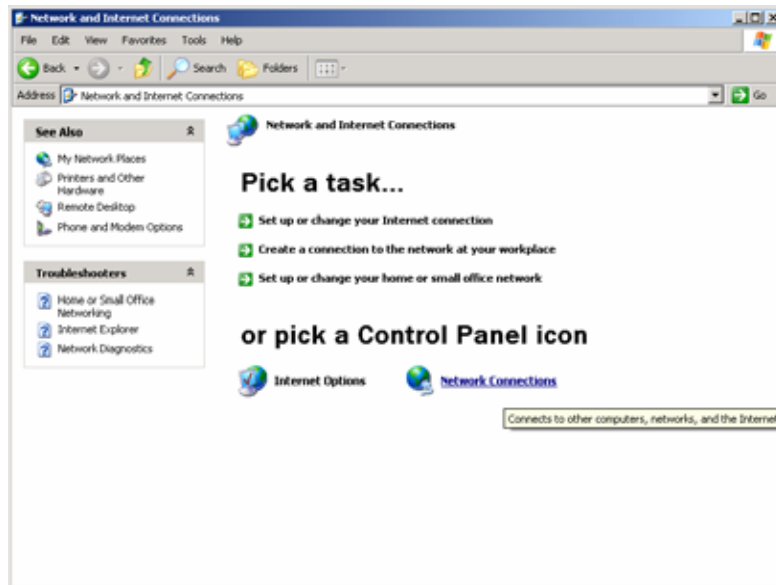 Network and Internet Connections
File Edit View Favorites Tools Help
Back Search Folders
Address Network and Internet Connections Go
See Also
My Network Places
Printers and Other
Hardware
Remote Desktop
Phone and Modem Options
Troubleshooters
Home or Small Office
Networking
Internet Explorer
Network Diagnostics
Network and Internet Connections
Pick a task...
Set up or change your Internet connection
Create a connection to the network at your workplace
Set up or change your home or small office network
or pick a Control Panel icon
Internet Options Network Connections
Connects to other computers, networks, and the Internet